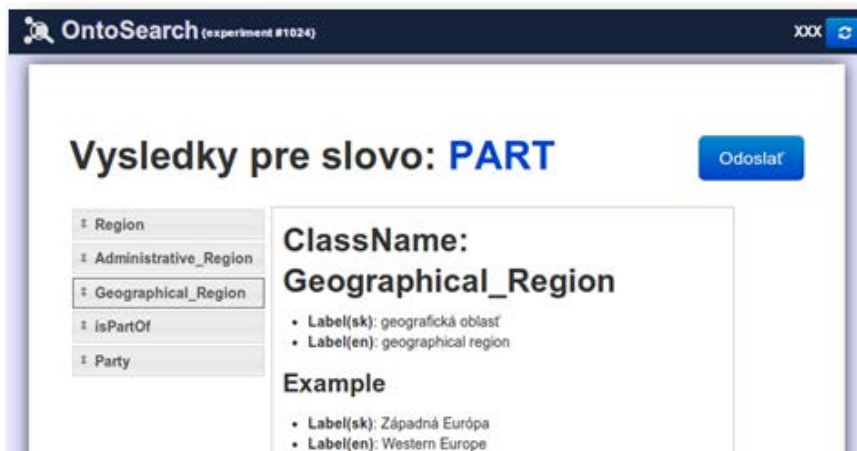 OntoSearch (experiment #1024)
XXX
Vysledky pre slovo: PART
Odoslať
Region
Administrative_Region
Geographical_Region
isPartOf
Party
ClassName:
Geographical_Region
• Label(sk): geografická oblasť
• Label(en): geographical region
Example
• Label(sk): Západná Európa
• Label(en): Western Europe